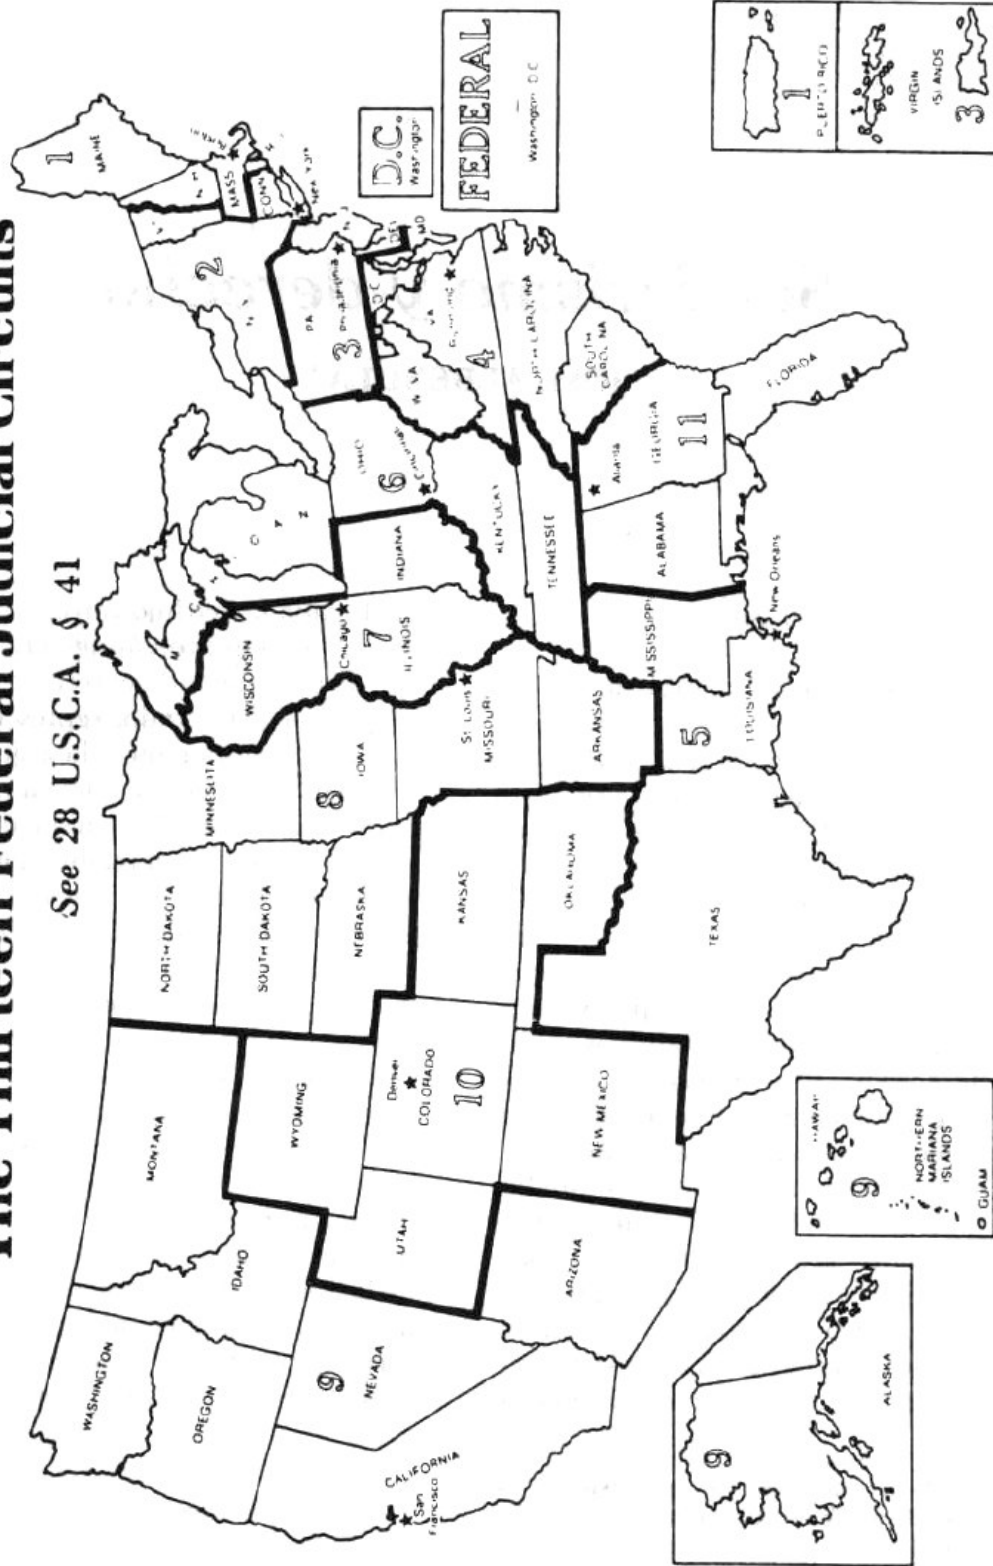 The Thirteen Federal Judicial Circuits
See 28 U.S.C.A. § 41
WASHINGTON
OREGON
CALIFORNIA
San
Francisco
NEVADA
9
IDAHO
MONTANA
WYOMING
UTAH
ARIZONA
Denver
COLORADO
10
NEW MEXICO
NORTH DAKOTA
SOUTH DAKOTA
NEBRASKA
KANSAS
OKLAHOMA
TEXAS
MINNESOTA
8
IOWA
St. Louis
MISSOURI
ARKANSAS
5
LOUISIANA
New Orleans
WISCONSIN
Chicago
7
ILLINOIS
INDIANA
MISSISSIPPI
ALABAMA
6
OHIO
Cincinnati
KENTUCKY
TENNESSEE
Atlanta
GEORGIA
11
FLORIDA
SOUTH
CAROLINA
NORTH CAROLINA
4
W VA
VA
Richmond
PA
3
Philadelphia
DEL
MD
D C
N J
N Y
2
New York
CONN
MASS
1
MAINE
D.C.
Washington
FEDERAL
Washington D.C.
ALASKA
9
HAWAII
9
NORTHERN
MARIANA
ISLANDS
GUAM
1
PUERTO RICO
VIRGIN
ISLANDS
3